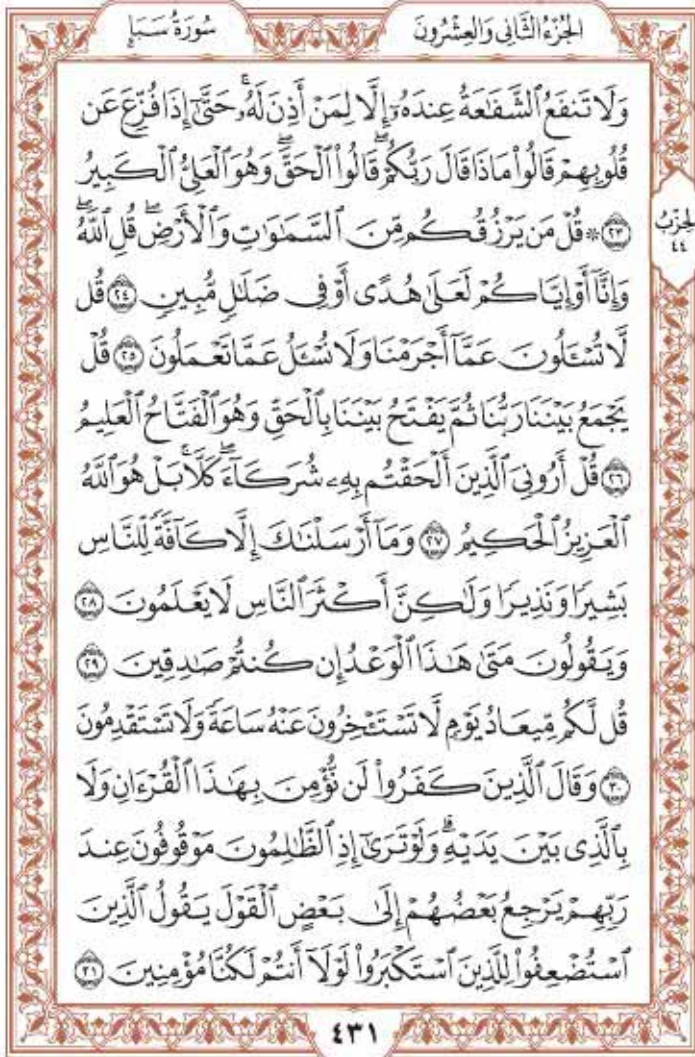 الجُزْءُ الثَّانِي وَالعِشْرُونَ
سُورَةُ سَبَإٍ
وَلَا تَنفَعُ ٱلشَّفَٰعَةُ عِندَهُۥٓ إِلَّا لِمَنْ أَذِنَ لَهُۥۚ حَتَّىٰٓ إِذَا فُزِّعَ عَن
قُلُوبِهِمْ قَالُواْ مَاذَا قَالَ رَبُّكُمْۖ قَالُواْ ٱلْحَقَّۖ وَهُوَ ٱلْعَلِىُّ ٱلْكَبِيرُ
٢٣ ۞ قُلْ مَن يَرْزُقُكُم مِّنَ ٱلسَّمَٰوَٰتِ وَٱلْأَرْضِۖ قُلِ ٱللَّهُۖ
وَإِنَّآ أَوْ إِيَّاكُمْ لَعَلَىٰ هُدًى أَوْ فِى ضَلَٰلٍ مُّبِينٍ ٢٤ قُل
لَّا تُسْـَٔلُونَ عَمَّآ أَجْرَمْنَا وَلَا نُسْـَٔلُ عَمَّا تَعْمَلُونَ ٢٥ قُلْ
يَجْمَعُ بَيْنَنَا رَبُّنَا ثُمَّ يَفْتَحُ بَيْنَنَا بِٱلْحَقِّ وَهُوَ ٱلْفَتَّاحُ ٱلْعَلِيمُ
٢٦ قُلْ أَرُونِىَ ٱلَّذِينَ أَلْحَقْتُم بِهِۦ شُرَكَآءَۖ كَلَّاۚ بَلْ هُوَ ٱللَّهُ
ٱلْعَزِيزُ ٱلْحَكِيمُ ٢٧ وَمَآ أَرْسَلْنَٰكَ إِلَّا كَآفَّةً لِّلنَّاسِ
بَشِيرًا وَنَذِيرًا وَلَٰكِنَّ أَكْثَرَ ٱلنَّاسِ لَا يَعْلَمُونَ ٢٨
وَيَقُولُونَ مَتَىٰ هَٰذَا ٱلْوَعْدُ إِن كُنتُمْ صَٰدِقِينَ ٢٩
قُل لَّكُم مِّيعَادُ يَوْمٍ لَّا تَسْتَـْٔخِرُونَ عَنْهُ سَاعَةً وَلَا تَسْتَقْدِمُونَ
٣٠ وَقَالَ ٱلَّذِينَ كَفَرُواْ لَن نُّؤْمِنَ بِهَٰذَا ٱلْقُرْءَانِ وَلَا
بِٱلَّذِى بَيْنَ يَدَيْهِۗ وَلَوْ تَرَىٰٓ إِذِ ٱلظَّٰلِمُونَ مَوْقُوفُونَ عِندَ
رَبِّهِمْ يَرْجِعُ بَعْضُهُمْ إِلَىٰ بَعْضٍ ٱلْقَوْلَ يَقُولُ ٱلَّذِينَ
ٱسْتُضْعِفُواْ لِلَّذِينَ ٱسْتَكْبَرُواْ لَوْلَآ أَنتُمْ لَكُنَّا مُؤْمِنِينَ ٣١
الحِزْبُ
٤٤
٤٣١